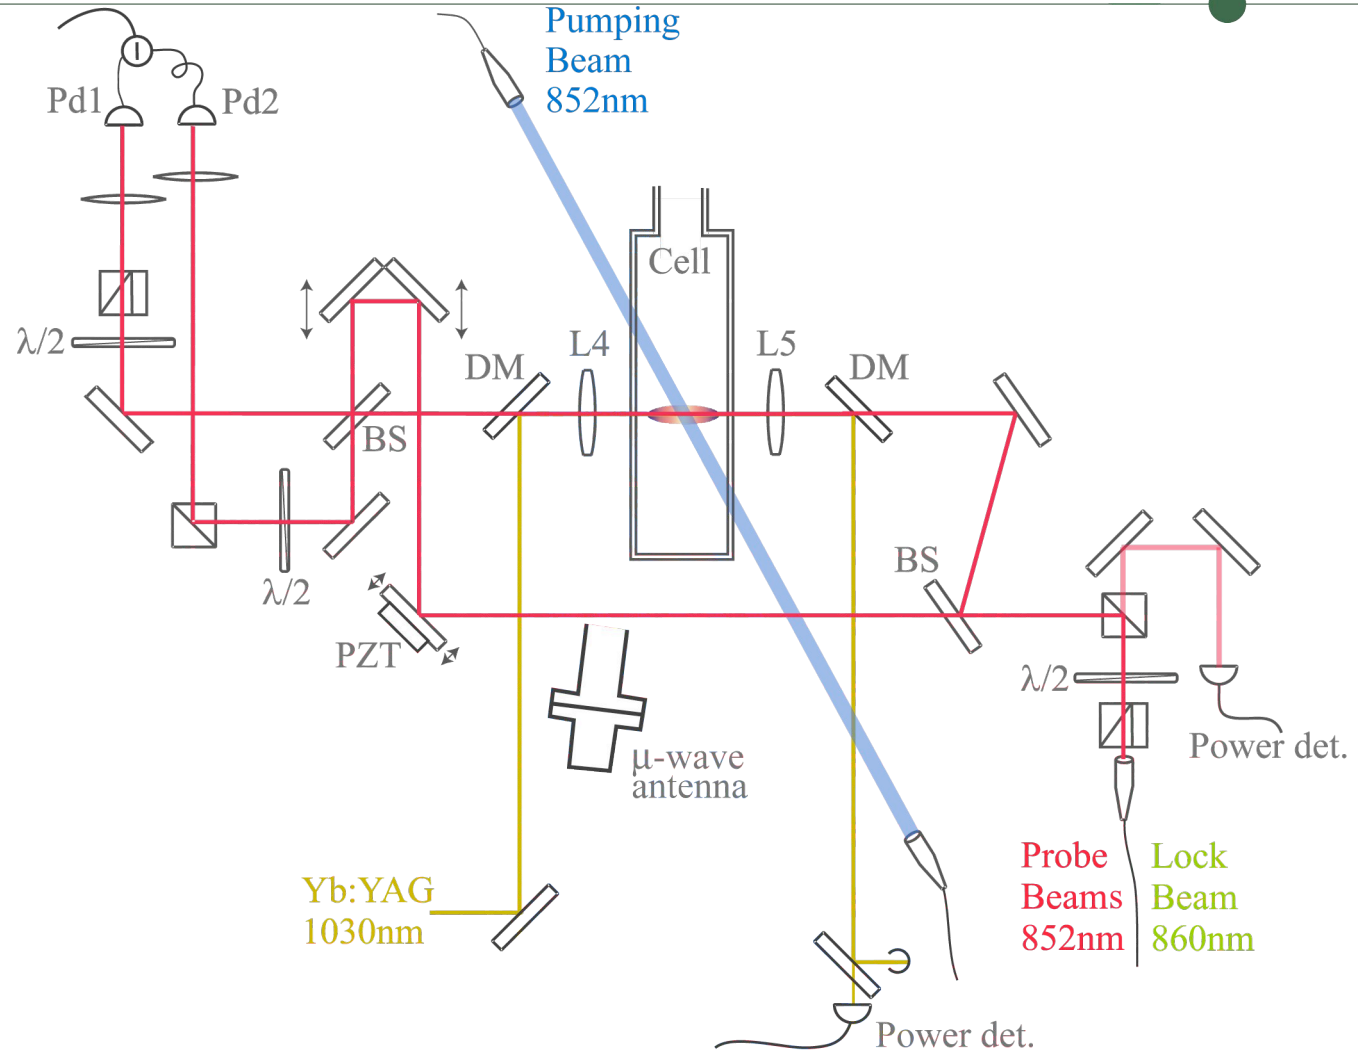 Pumping
Beam
852nm
Pd1
Pd2
Cell
λ/2
L4
L5
DM
DM
BS
BS
λ/2
PZT
λ/2
μ-wave
antenna
Power det.
Probe
Beams
852nm
Lock
Beam
860nm
Yb:YAG
1030nm
Power det.